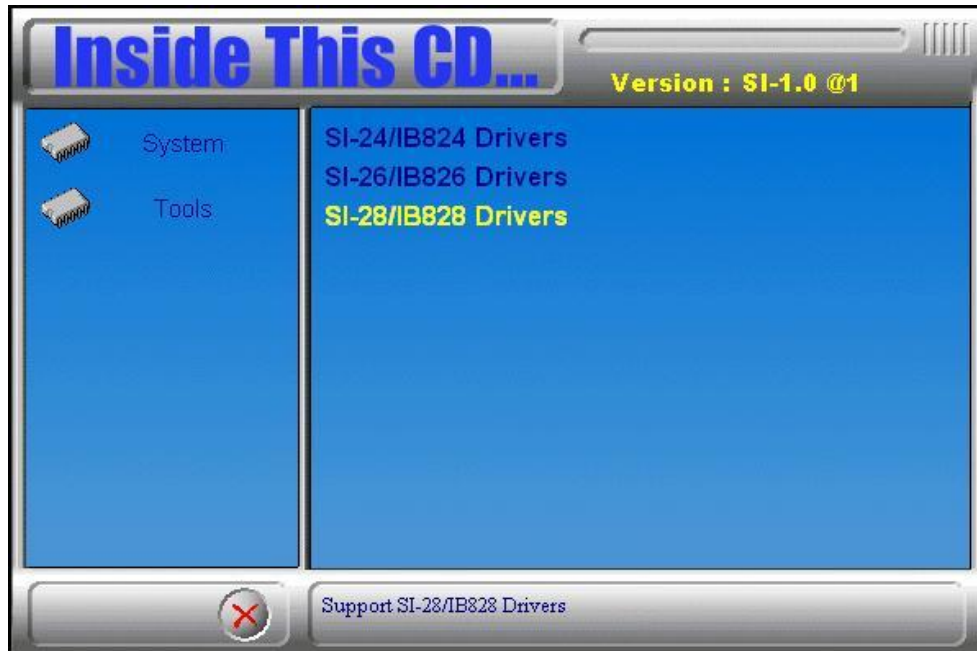 Inside This CD...
Version : SI-1.0 @1
System
Tools
SI-24/IB824 Drivers
SI-26/IB826 Drivers
SI-28/IB828 Drivers
Support SI-28/IB828 Drivers